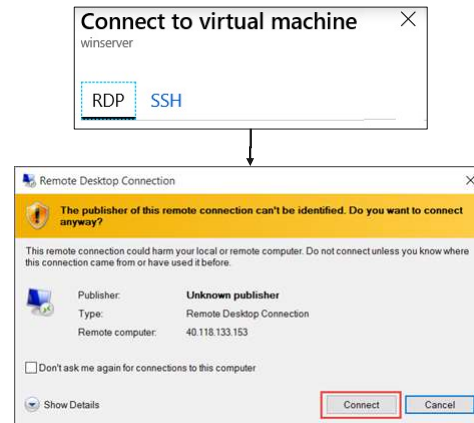 Connect to virtual machine
winserver
RDP SSH
Remote Desktop Connection
The publisher of this remote connection can't be identified. Do you want to connect
anyway?
This remote connection could harm your local or remote computer. Do not connect unless you know where
this connection came from or have used it before.
Publisher: Unknown publisher
Type: Remote Desktop Connection
Remote computer: 40.118.133.153
Don't ask me again for connections to this computer
Show Details Connect Cancel